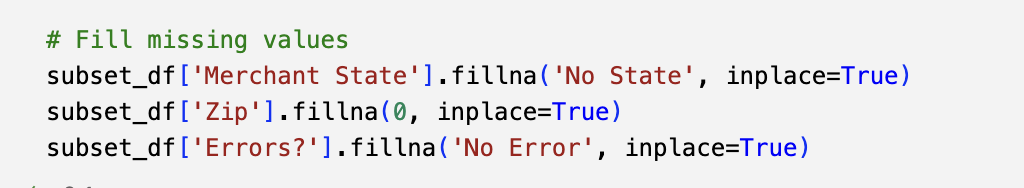 # Fill missing values
subset_df['Merchant State'].fillna('No State', inplace=True)
subset_df['Zip'].fillna(0, inplace=True)
subset_df['Errors?'].fillna('No Error', inplace=True)